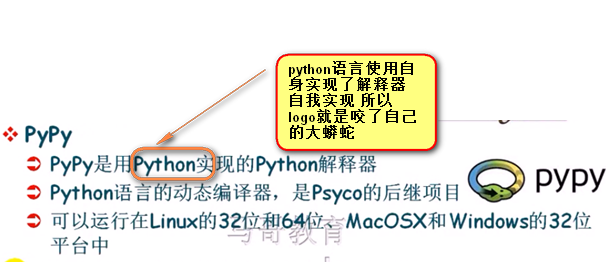 python语言使用自
身实现了解释器
自我实现 所以
logo就是咬了自己
的大蟒蛇
PyPy
PyPy是用Python实现的Python解释器
Python语言的动态编译器，是Psyco的后继项目
pypy
可以运行在Linux的32位和64位、MacOSX和Windows的32位
平台中
马哥教育